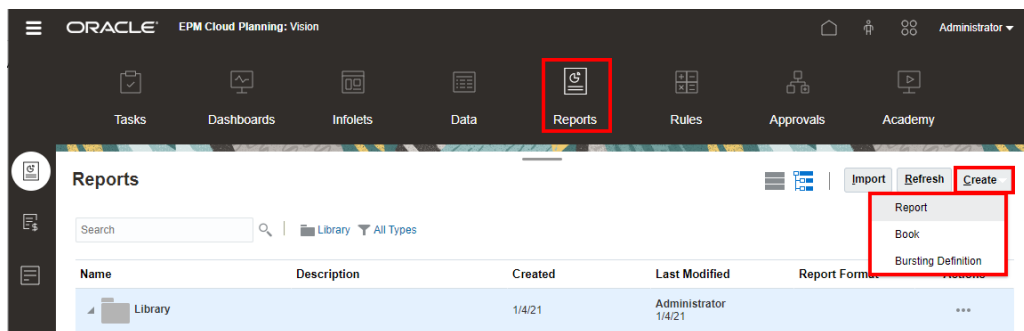 ORACLE® EPM Cloud Planning: Vision Administrator
Tasks Dashboards Infolets Data Reports Rules Approvals Academy
Reports Import Refresh Create
Report
Search Library All Types
Book
Bursting Definition
Name Description Created Last Modified Report Format Actions
Library 1/4/21 Administrator
1/4/21